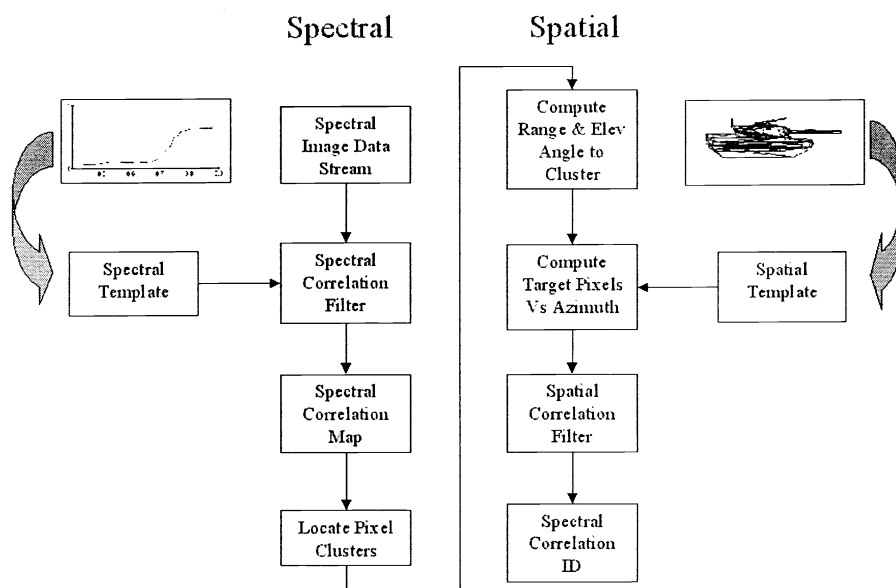 Spectral
Spatial
Spectral
Image Data
Stream
Spectral
Template
Spectral
Correlation
Filter
Spectral
Correlation
Map
Locate Pixel
Clusters
Compute
Range & Elev
Angle to
Cluster
Compute
Target Pixels
Vs Azimuth
Spatial
Template
Spatial
Correlation
Filter
Spectral
Correlation
ID